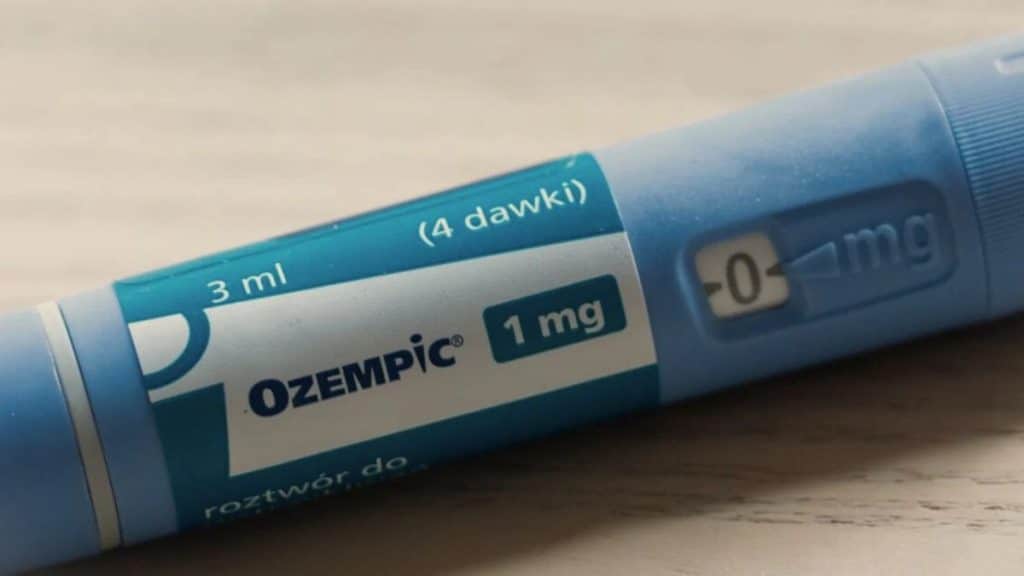 (4 dawki)
3 ml
OZEMPIC® 1 mg
roztwór do
0 mg